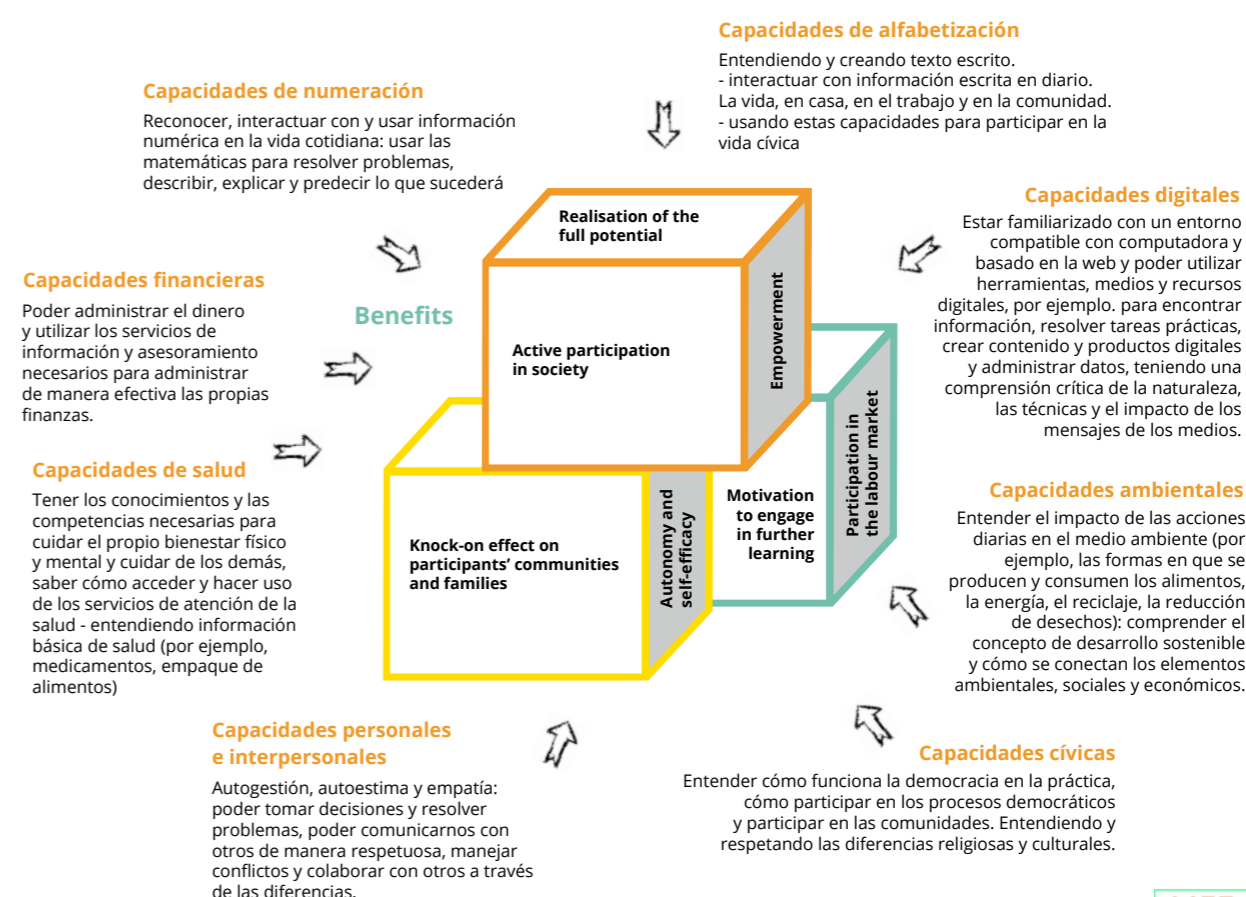 Capacidades de alfabetización
Entendiendo y creando texto escrito.
- interactuar con información escrita en diario.
La vida, en casa, en el trabajo y en la comunidad.
- usando estas capacidades para participar en la
vida cívica
Capacidades de numeración
Reconocer, interactuar con y usar información
numérica en la vida cotidiana: usar las
matemáticas para resolver problemas,
describir, explicar y predecir lo que sucederá
Capacidades digitales
Estar familiarizado con un entorno
compatible con computadora y
basado en la web y poder utilizar
herramientas, medios y recursos
digitales, por ejemplo. para encontrar
información, resolver tareas prácticas,
crear contenido y productos digitales
y administrar datos, teniendo una
comprensión crítica de la naturaleza,
las técnicas y el impacto de los
mensajes de los medios.
Capacidades financieras
Poder administrar el dinero
y utilizar los servicios de
información y asesoramiento
necesarios para administrar
de manera efectiva las propias
finanzas.
Benefits
Realisation of the
full potential
Active participation
in society
Empowerment
Knock-on effect on
participants' communities
and families
Autonomy and
self-efficacy
Motivation
to engage
in further
learning
Participation in
the labour market
Capacidades de salud
Tener los conocimientos y las
competencias necesarias para
cuidar el propio bienestar físico
y mental y cuidar de los demás,
saber cómo acceder y hacer uso
de los servicios de atención de la
salud - entendiendo información
básica de salud (por ejemplo,
medicamentos, empaque de
alimentos)
Capacidades ambientales
Entender el impacto de las acciones
diarias en el medio ambiente (por
ejemplo, las formas en que se
producen y consumen los alimentos,
la energía, el reciclaje, la reducción
de desechos): comprender el
concepto de desarrollo sostenible
y cómo se conectan los elementos
ambientales, sociales y económicos.
Capacidades personales
e interpersonales
Autogestión, autoestima y empatía:
poder tomar decisiones y resolver
problemas, poder comunicarnos con
otros de manera respetuosa, manejar
conflictos y colaborar con otros a través
de las diferencias.
Capacidades cívicas
Entender cómo funciona la democracia en la práctica,
cómo participar en los procesos democráticos
y participar en las comunidades. Entendiendo y
respetando las diferencias religiosas y culturales.